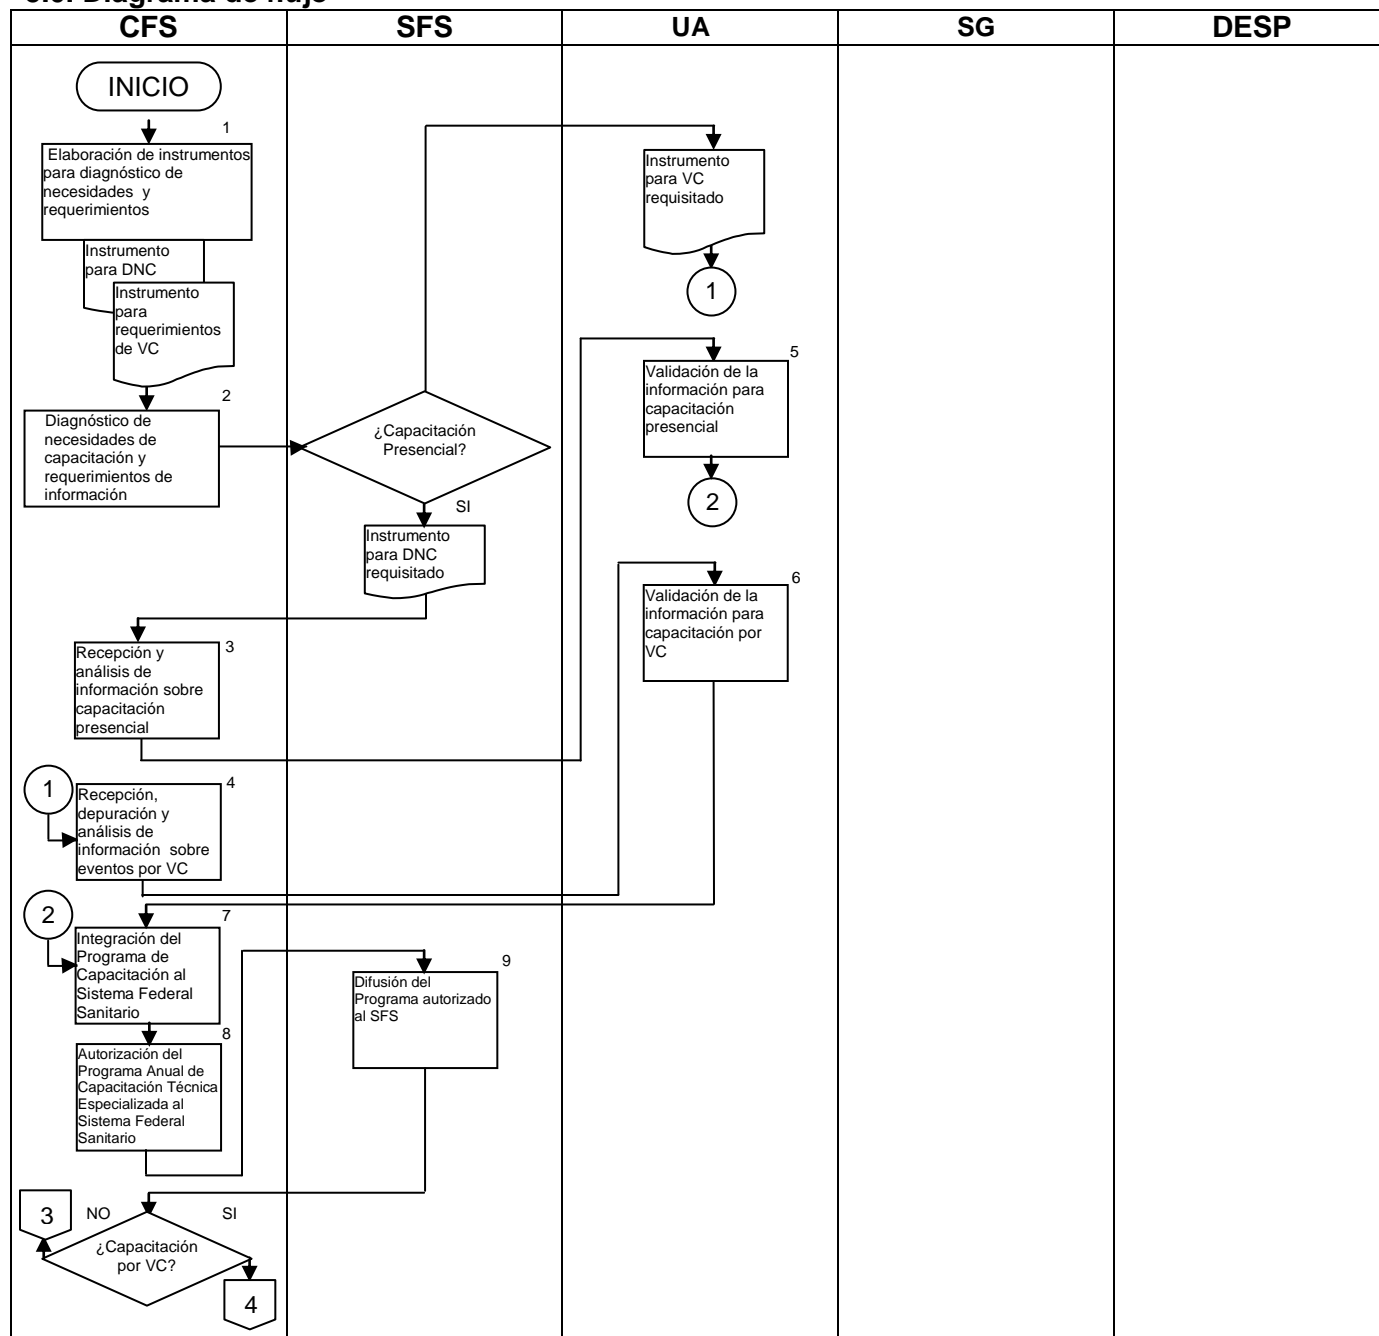 5.0. Diagrama de flujo
CFS
SFS
UA
SG
DESP
INICIO
1
Elaboración de instrumentos
para diagnóstico de
necesidades y
requerimientos
Instrumento
para DNC
Instrumento
para
requerimientos
de VC
2
Diagnóstico de
necesidades de
capacitación y
requerimientos de
información
¿Capacitación
Presencial?
SI
Instrumento
para DNC
requisitado
Instrumento
para VC
requisitado
1
5
Validación de la
información para
capacitación
presencial
2
6
Validación de la
información para
capacitación por
VC
3
Recepción y
análisis de
información sobre
capacitación
presencial
1
4
Recepción,
depuración y
análisis de
información sobre
eventos por VC
2
7
Integración del
Programa de
Capacitación al
Sistema Federal
Sanitario
8
Autorización del
Programa Anual de
Capacitación Técnica
Especializada al
Sistema Federal
Sanitario
9
Difusión del
Programa autorizado
al SFS
3
NO
SI
¿Capacitación
por VC?
4